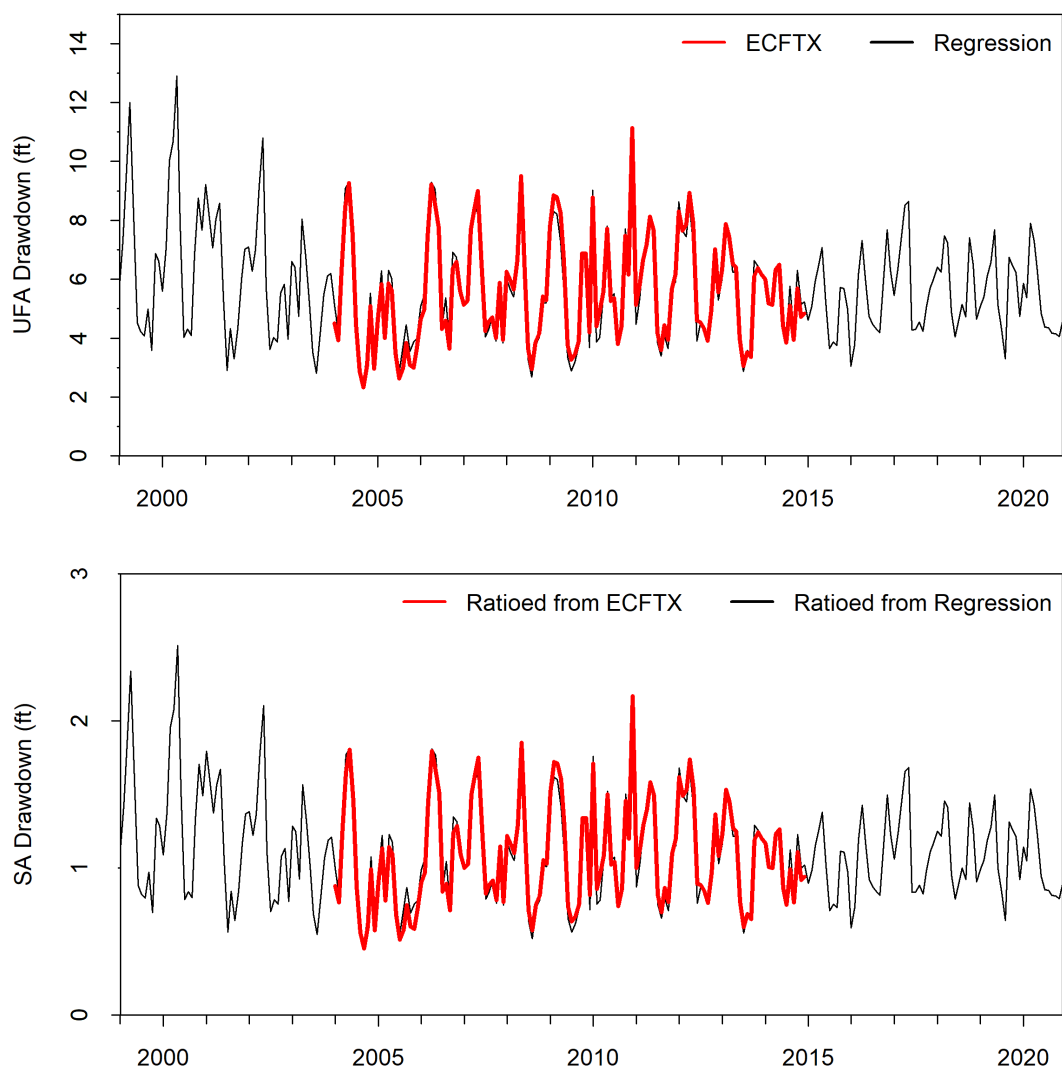 ECFTX Regression
UFA Drawdown (ft)
14
12
10
8
6
4
2
0
2000 2005 2010 2015 2020
Ratioed from ECFTX Ratioed from Regression
SA Drawdown (ft)
3
2
1
0
2000 2005 2010 2015 2020